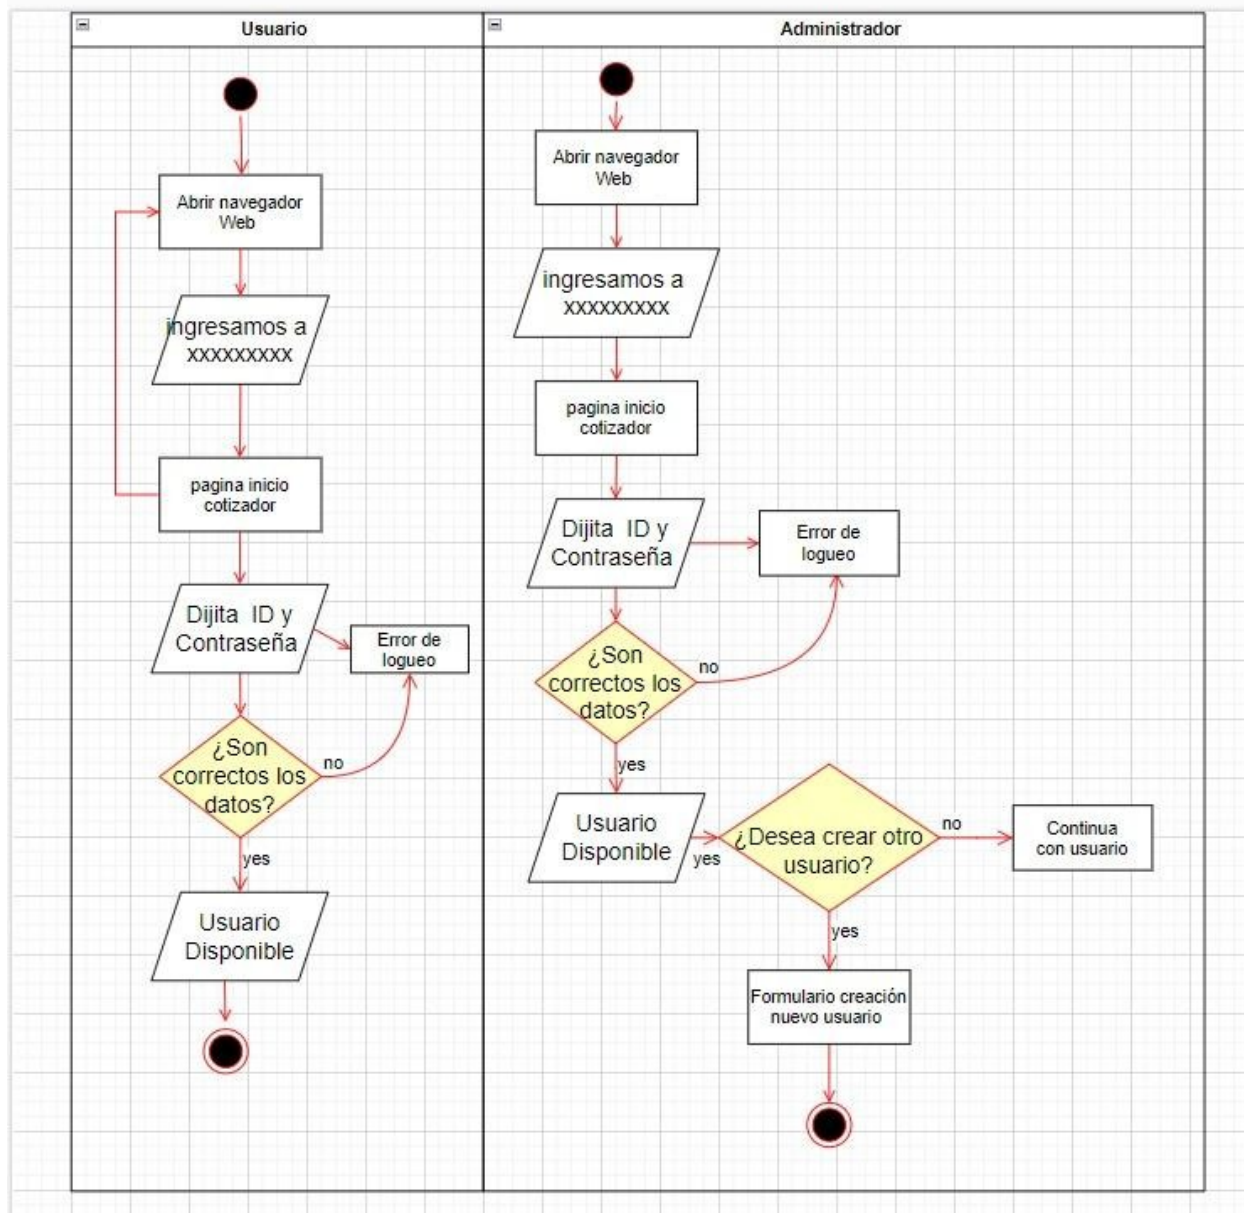 Usuario
Abrir navegador
Web
ingresamos a
xxxxxxxxx
pagina inicio
cotizador
Dijita ID y
Contraseña
Error de
logueo
¿Son
correctos los
datos?
no
yes
Usuario
Disponible
Administrador
Abrir navegador
Web
ingresamos a
xxxxxxxxx
pagina inicio
cotizador
Dijita ID y
Contraseña
Error de
logueo
¿Son
correctos los
datos?
no
yes
Usuario
Disponible
yes
¿Desea crear otro
usuario?
no
Continua
con usuario
yes
Formulario creación
nuevo usuario